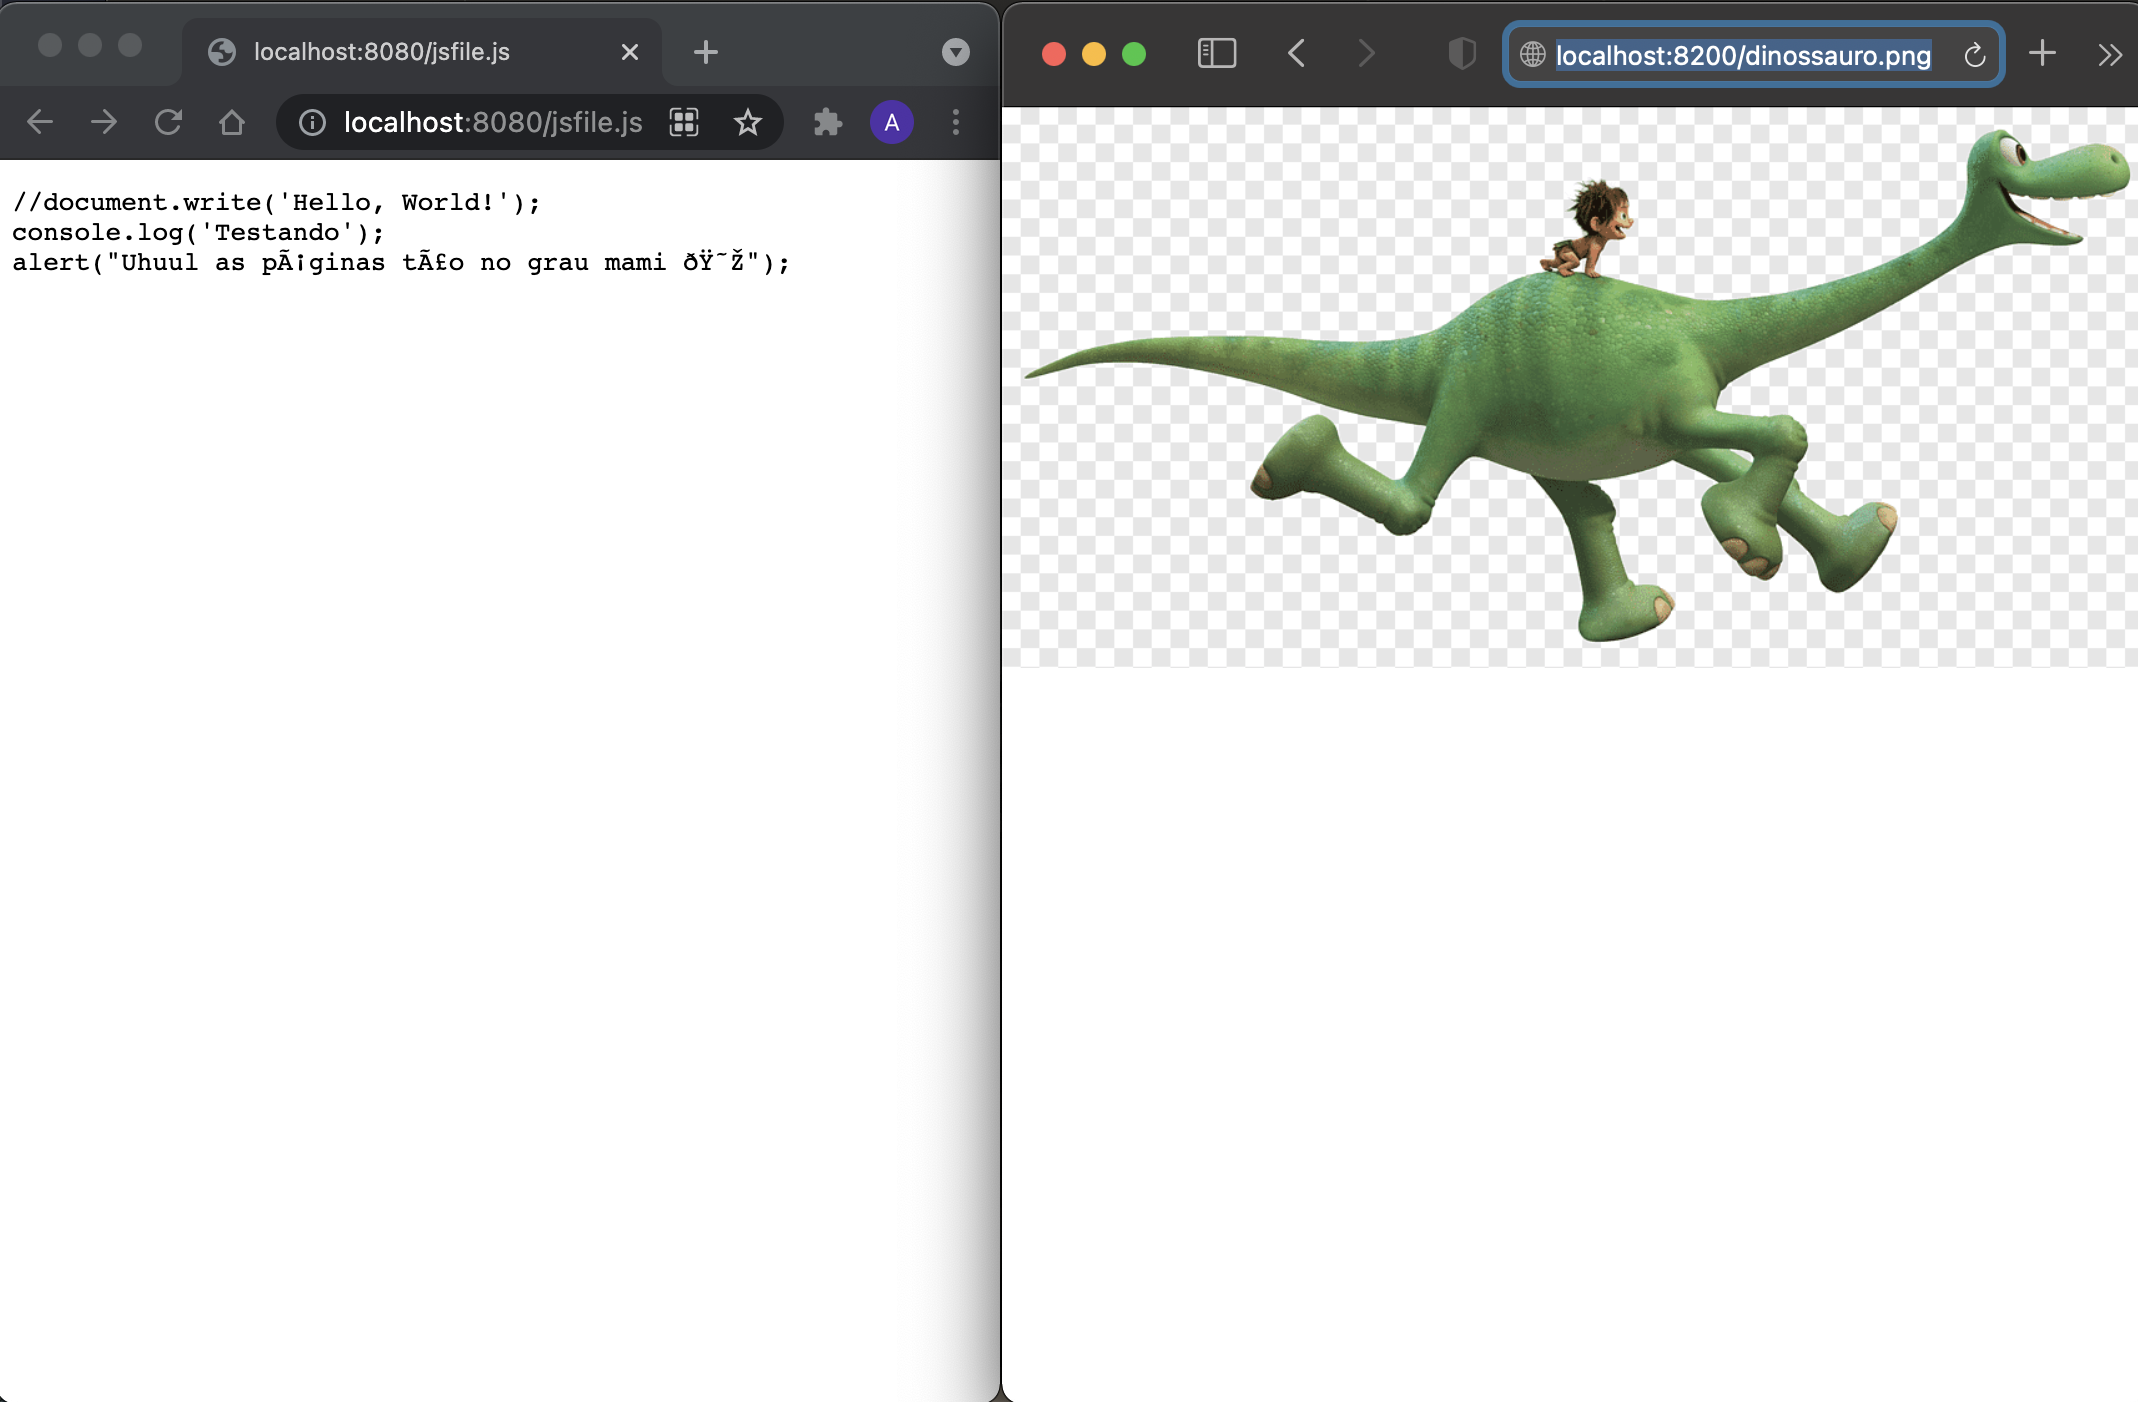 localhost:8080/jsfile.js
localhost:8080/jsfile.js
A
//document.write('Hello, World!');
console.log('Testando');
alert("Uhuul as pÃ¡ginas tÃ£o no grau mami ðŸ˜Ž");
localhost:8200/dinossauro.png